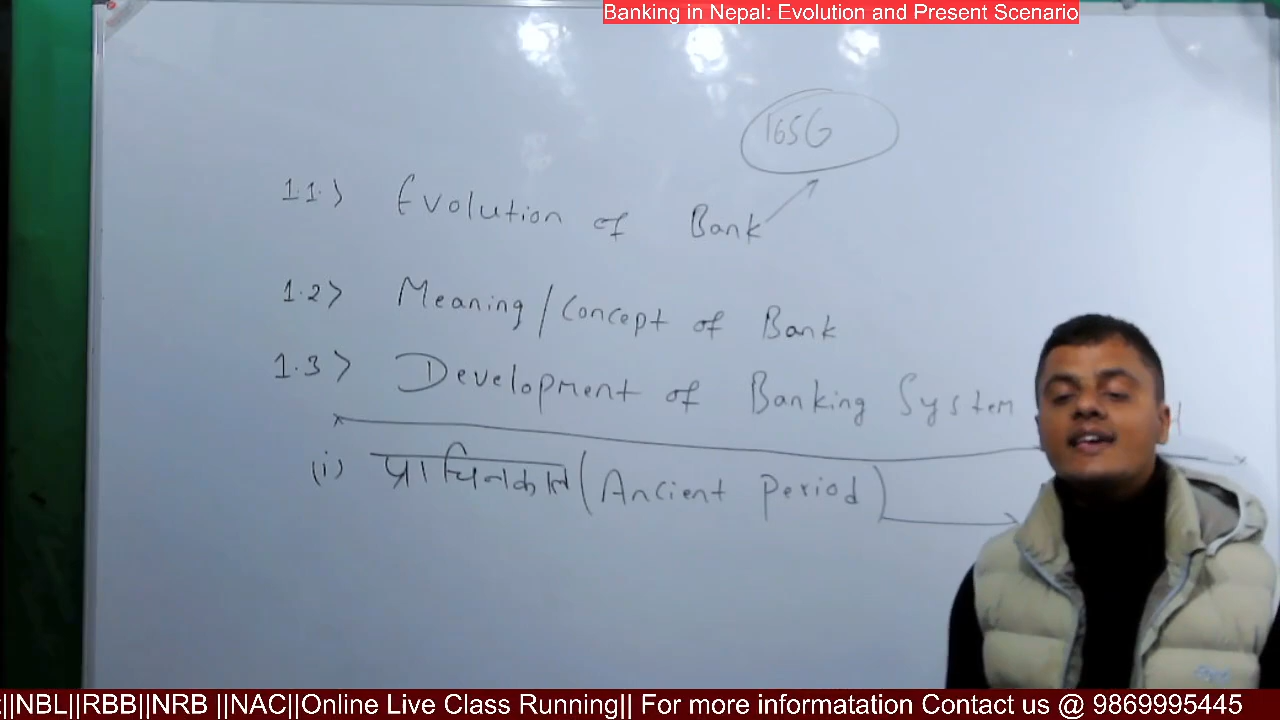 Banking in Nepal: Evolution and Present Scenario
1656
1.1> Evolution of Bank
1.2> Meaning/Concept of Bank
1.3> Development of Banking System
(i) प्राचिनकाल (Ancient Period)
||NBL||RBB||NRB ||NAC||Online Live Class Running|| For more informatation Contact us @ 9869995445